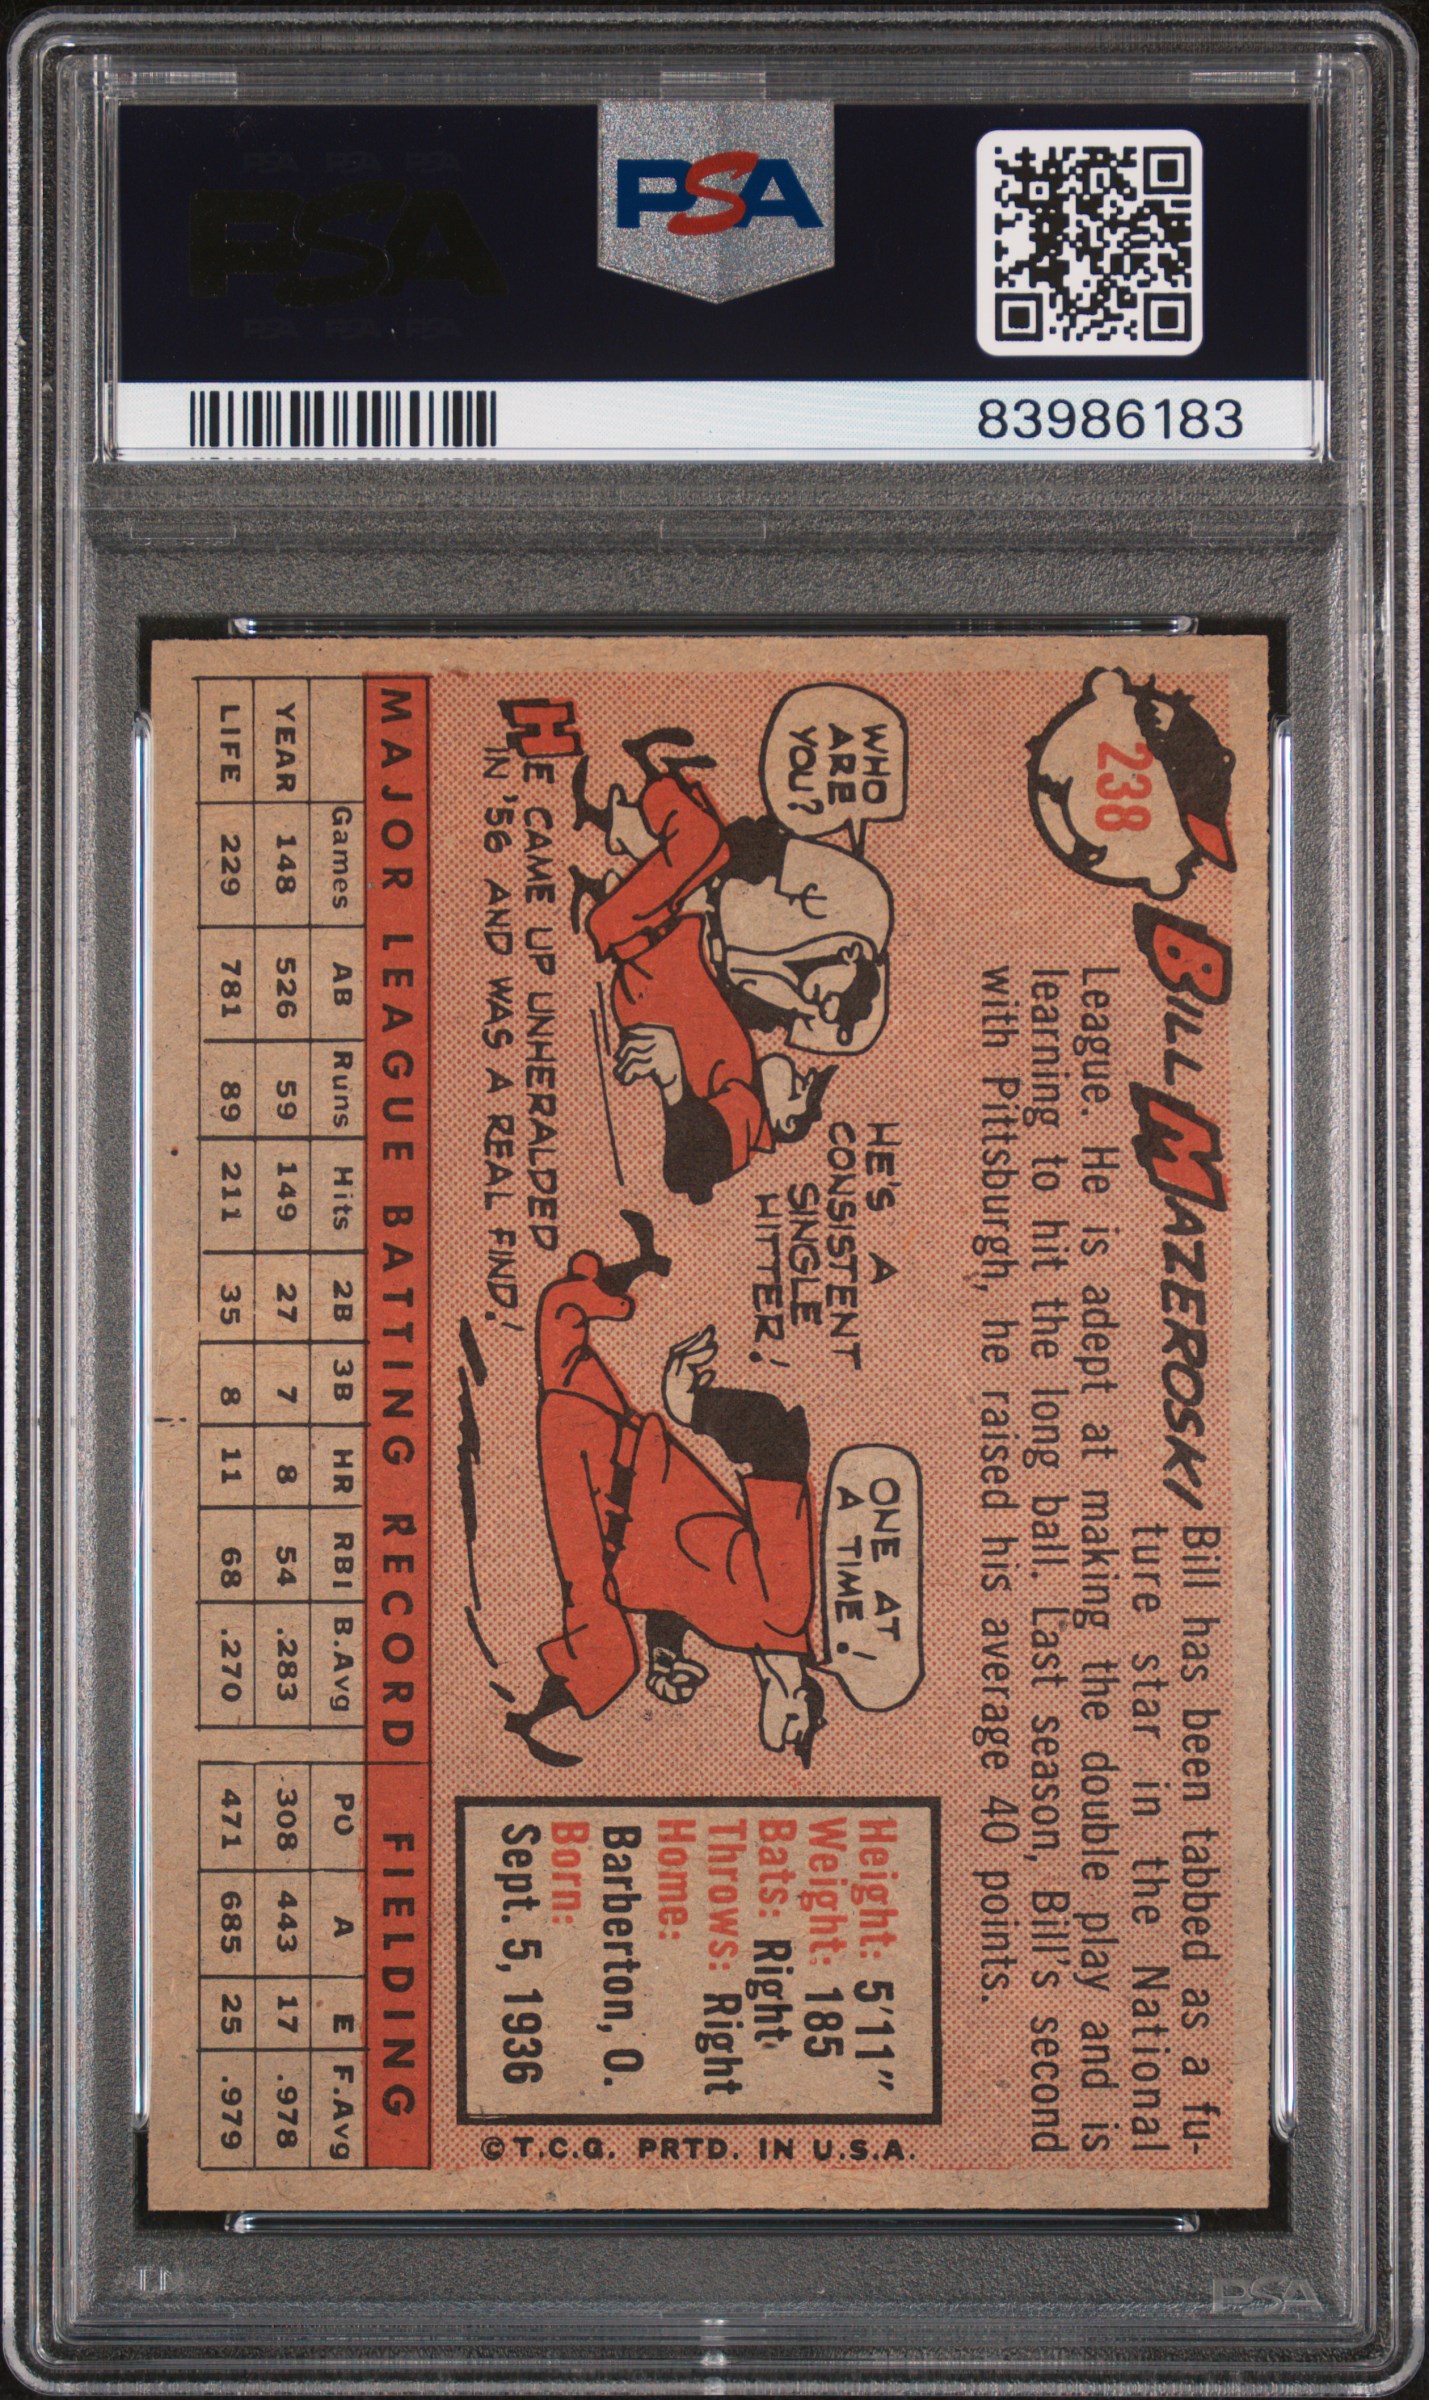 PSA
PSA
83986183
238
BILL MAZEROSKI
Bill has been tabbed as a fu-
ture star in the National
League. He is adept at making the double play and is
learning to hit the long ball. Last season, Bill's second
with Pittsburgh, he raised his average 40 points.
WHO
ARE
YOU?
HE CAME UP UNHERALDED
IN '56 AND WAS A REAL FIND!
HE'S A
CONSISTENT
SINGLE
HITTER!
ONE AT
A TIME!
Height: 5'11"
Weight: 185
Bats: Right
Throws: Right
Home:
Barberton, O.
Born:
Sept. 5, 1936
© T.C.G. PRTD. IN U.S.A.
MAJOR LEAGUE BATTING RECORD FIELDING
Games AB Runs Hits 2B 3B HR RBI B.Avg PO A E F.Avg
YEAR 148 526 59 149 27 7 8 54 .283 308 443 17 .978
LIFE 229 781 89 211 35 8 11 68 .270 471 685 25 .979
PSA